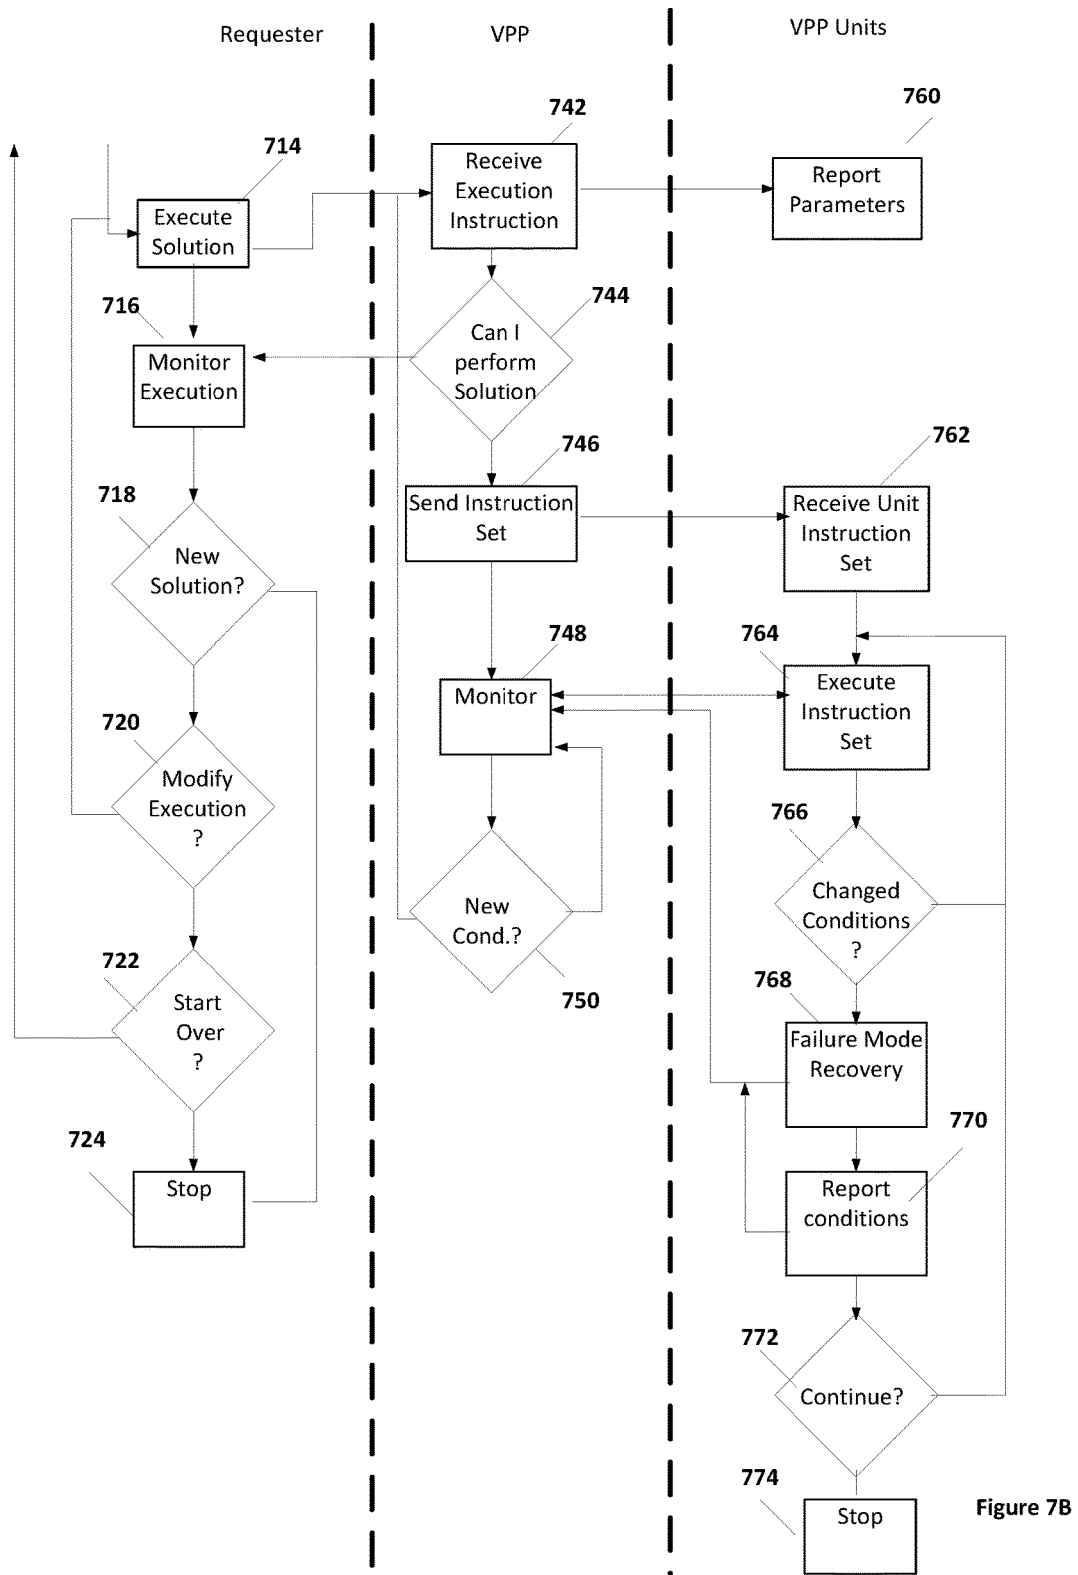 Requester
VPP
VPP Units
714
Execute
Solution
716
Monitor
Execution
718
New
Solution?
720
Modify
Execution
?
722
Start
Over
?
724
Stop
742
Receive
Execution
Instruction
744
Can I
perform
Solution
746
Send Instruction
Set
748
Monitor
New
Cond.?
750
760
Report
Parameters
762
Receive Unit
Instruction
Set
764
Execute
Instruction
Set
766
Changed
Conditions
?
768
Failure Mode
Recovery
770
Report
conditions
772
Continue?
774
Stop
Figure 7B